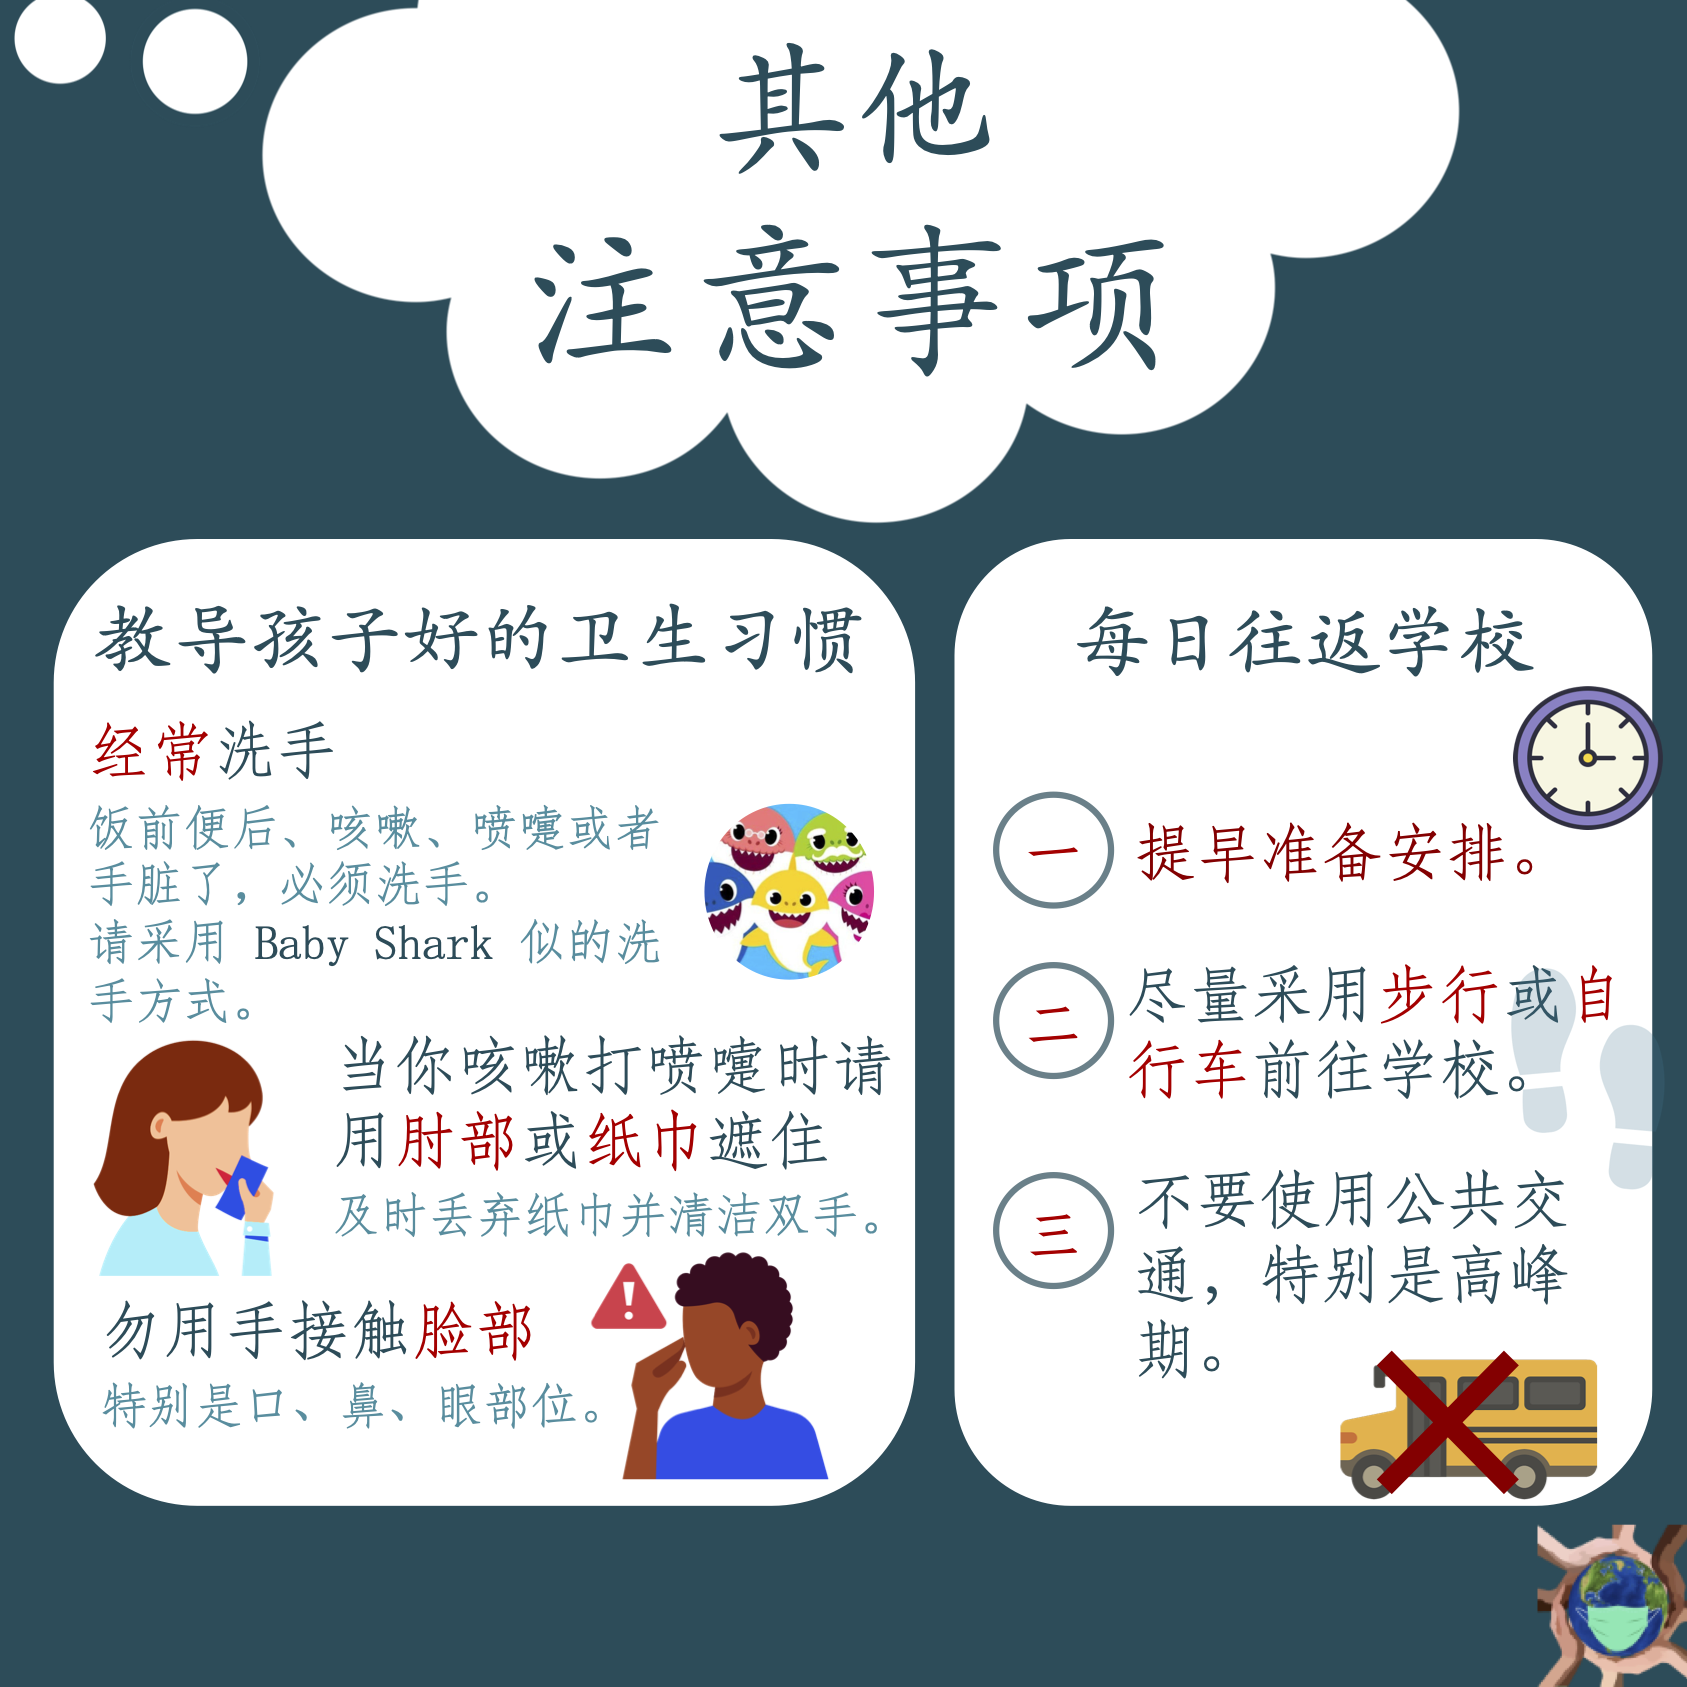 其他
注意事项
教导孩子好的卫生习惯
经常洗手
饭前便后、咳嗽、喷嚏或者
手脏了，必须洗手。
请采用 Baby Shark 似的洗
手方式。
当你咳嗽打喷嚏时请
用肘部或纸巾遮住
及时丢弃纸巾并清洁双手。
勿用手接触脸部
特别是口、鼻、眼部位。
每日往返学校
一 提早准备安排。
二 尽量采用步行或自
行车前往学校。
三 不要使用公共交
通，特别是高峰
期。